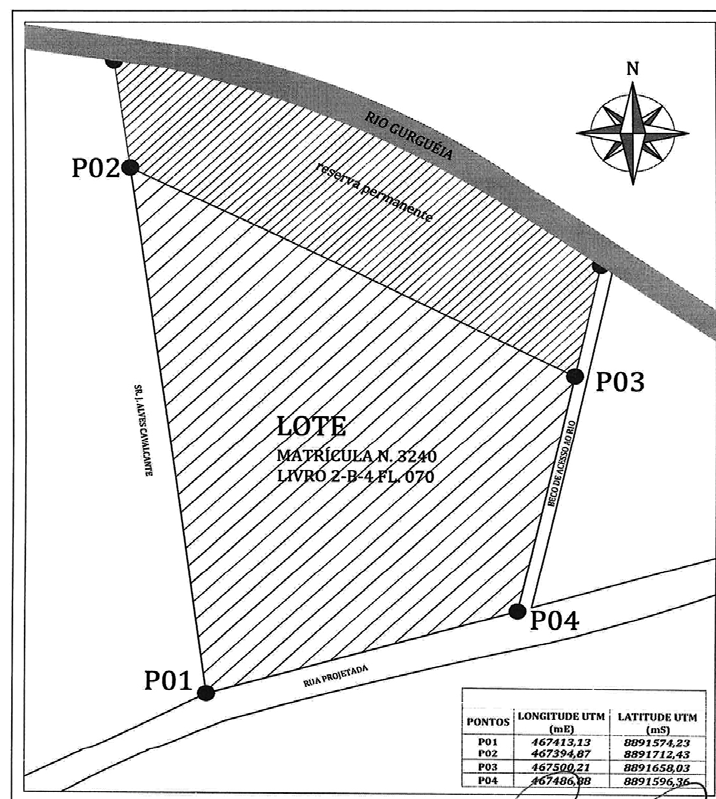 N
RIO GURGUÉIA
reserva permanente
P02
P03
SR. J. ALVES CAVALCANTE
LOTE
MATRÍCULA N. 3240
LIVRO 2-B-4 FL. 070
BECO DE ACESSO AO RIO
P04
P01
RUA PROJETADA
PONTOS LONGITUDE UTM (mE) LATITUDE UTM (mS)
P01 467413,13 8891574,23
P02 467394,87 8891712,43
P03 467500,21 8891658,03
P04 467486,88 8891596,36